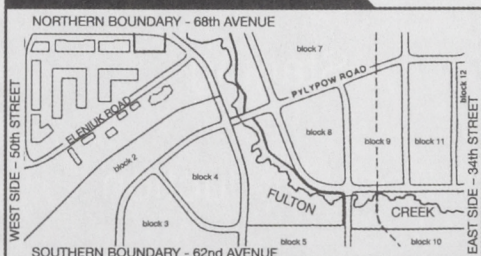 NORTHERN BOUNDARY - 68th AVENUE
block 7
PYLYPOW ROAD
block 12
ELENIUK ROAD
WEST SIDE – 50th STREET
block 2
block 4
block 8
block 9
block 11
EAST SIDE – 34th STREET
FULTON
CREEK
block 3
block 5
block 10
SOUTHERN BOUNDARY - 62nd AVENUE